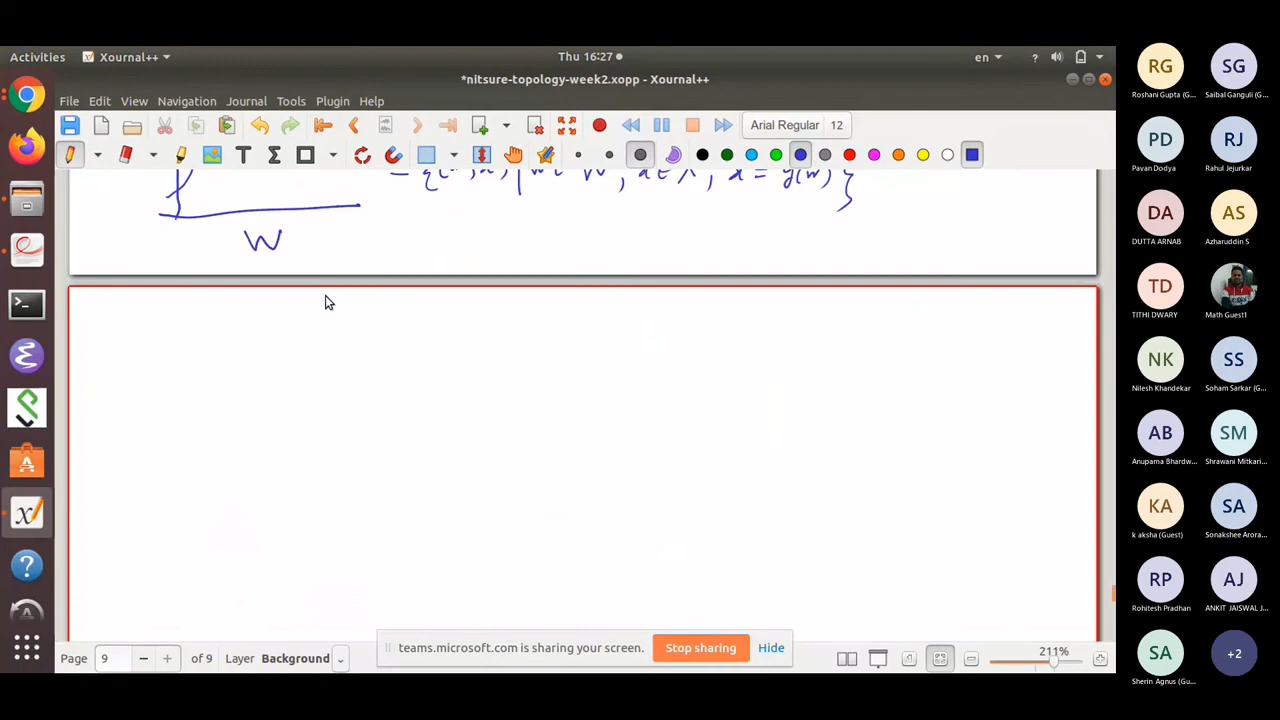 Activities Xournal++ Thu 16:27 en ?
*nitsure-topology-week2.xopp - Xournal++
File Edit View Navigation Journal Tools Plugin Help
Arial Regular 12
W
Page 9 of 9 Layer Background 211%
teams.microsoft.com is sharing your screen. Stop sharing Hide
RG SG
Roshani Gupta (G... Saibal Ganguli (G...
PD RJ
Pavan Dodya Rahul Jejurkar
DA AS
DUTTA ARNAB Azharuddin S
TD
TITHI DWARY Math Guest1
NK SS
Nilesh Khandekar Soham Sarkar (G...
AB SM
Anupama Bhardw... Shrawani Mitkari...
KA SA
k aksha (Guest) Sonakshee Arora...
RP AJ
Rohitesh Pradhan ANKIT JAISWAL J...
SA +2
Sherin Agnus (Gu...